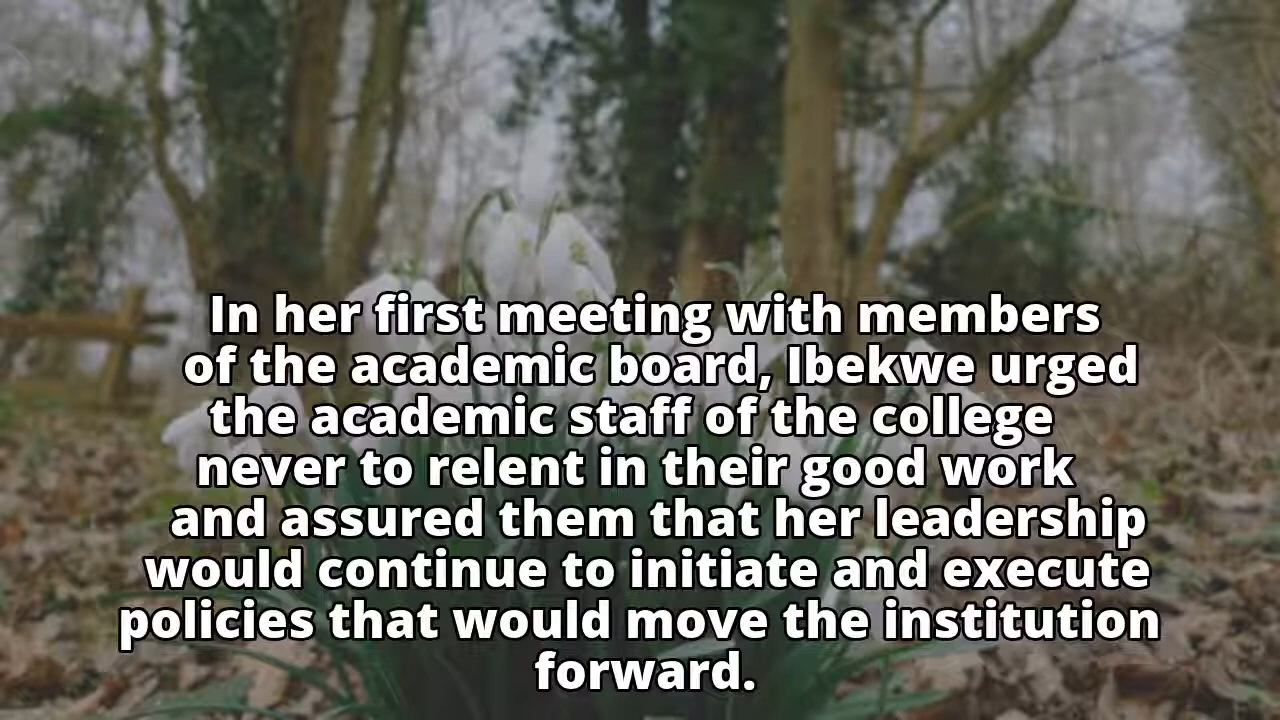 In her first meeting with members
of the academic board, Ibekwe urged
the academic staff of the college
never to relent in their good work
and assured them that her leadership
would continue to initiate and execute
policies that would move the institution
forward.